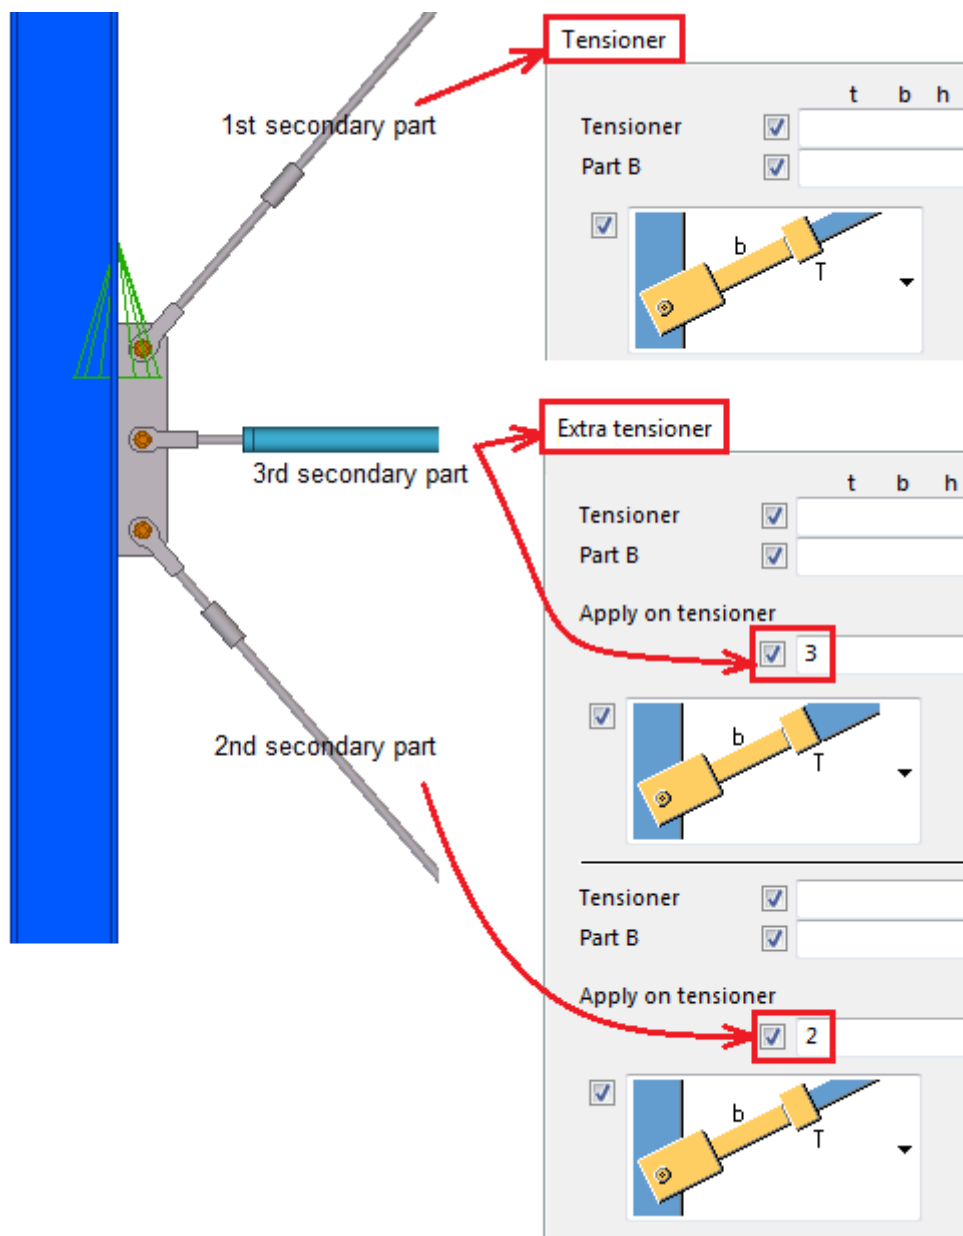 1st secondary part
3rd secondary part
2nd secondary part
Tensioner
t b h
Tensioner
Part B
b
T
Extra tensioner
t b h
Tensioner
Part B
Apply on tensioner
3
b
T
Tensioner
Part B
Apply on tensioner
2
b
T